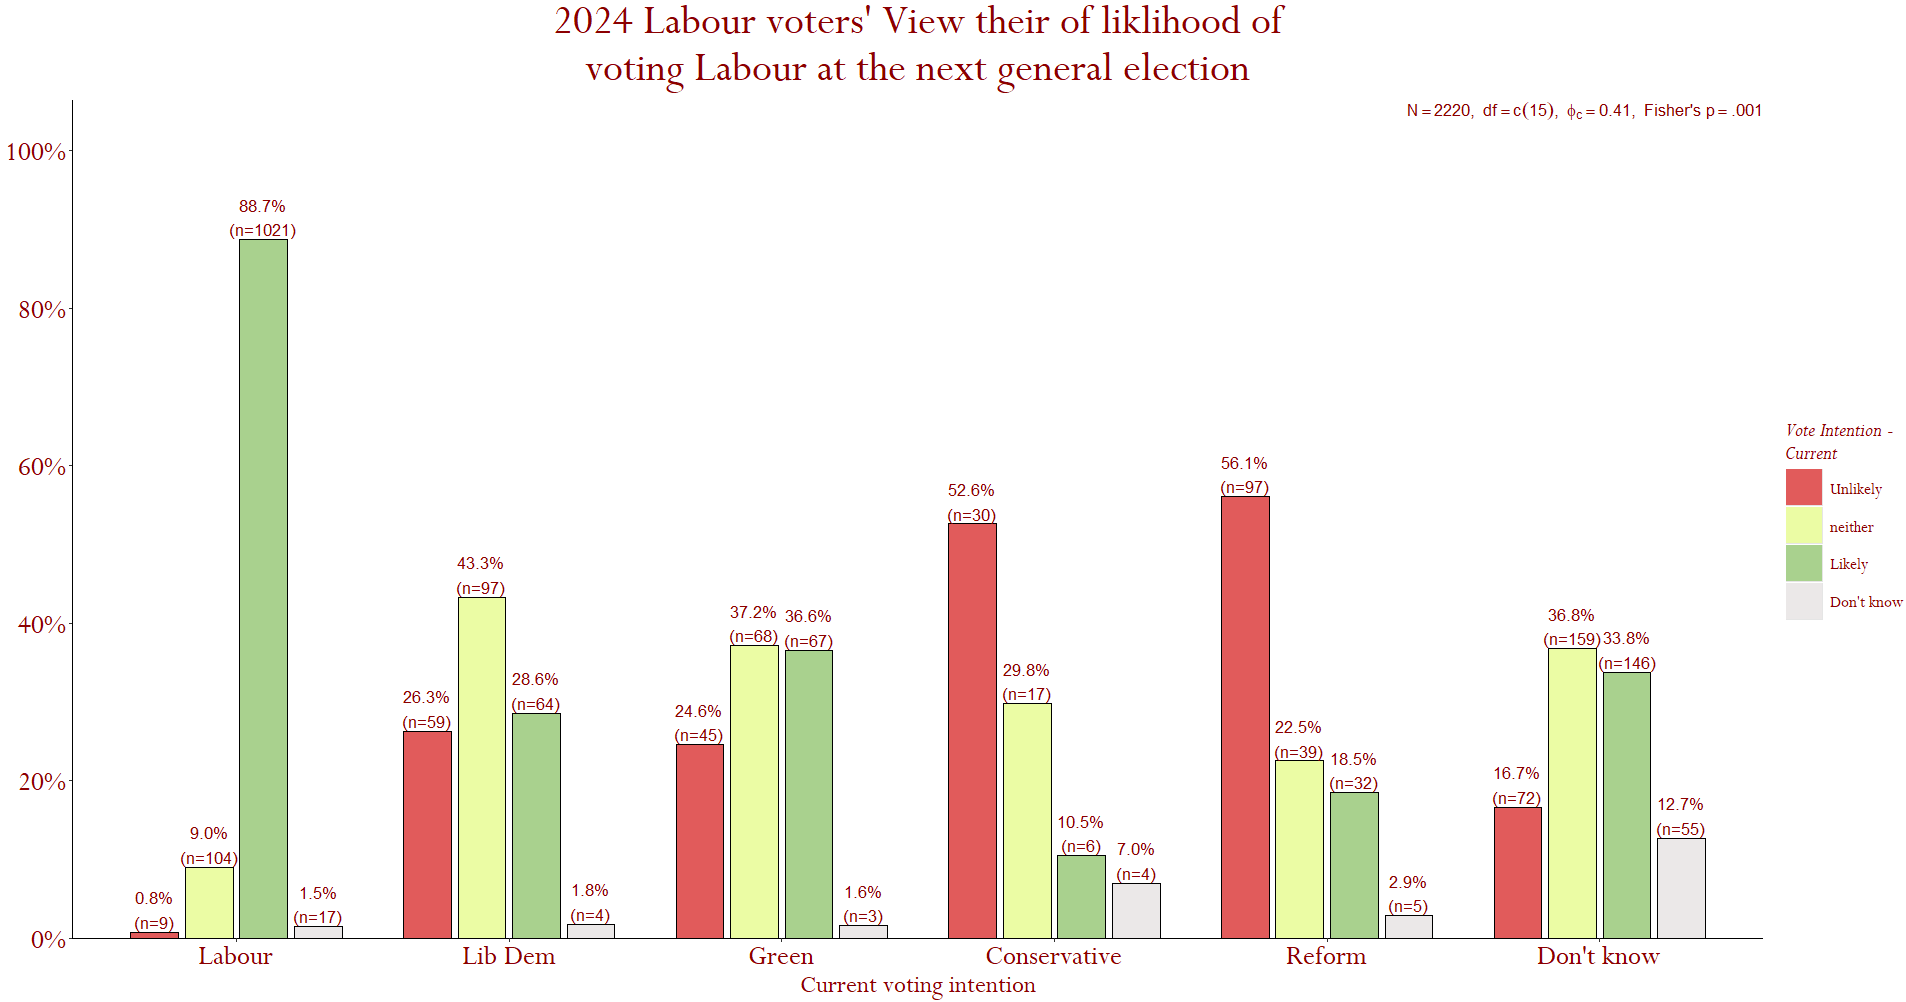 2024 Labour voters' View their of liklihood of
voting Labour at the next general election
N = 2220, df = c(15), ϕc = 0.41, Fisher's p = .001
100%
80%
60%
40%
20%
0%
88.7%
(n=1021)
9.0%
(n=104)
0.8%
(n=9)
1.5%
(n=17)
26.3%
(n=59)
43.3%
(n=97)
28.6%
(n=64)
1.8%
(n=4)
24.6%
(n=45)
37.2%
(n=68)
36.6%
(n=67)
1.6%
(n=3)
52.6%
(n=30)
29.8%
(n=17)
10.5%
(n=6)
7.0%
(n=4)
56.1%
(n=97)
22.5%
(n=39)
18.5%
(n=32)
2.9%
(n=5)
16.7%
(n=72)
36.8%
(n=159)
33.8%
(n=146)
12.7%
(n=55)
Labour
Lib Dem
Green
Conservative
Reform
Don't know
Current voting intention
Vote Intention -
Current
Unlikely
neither
Likely
Don't know